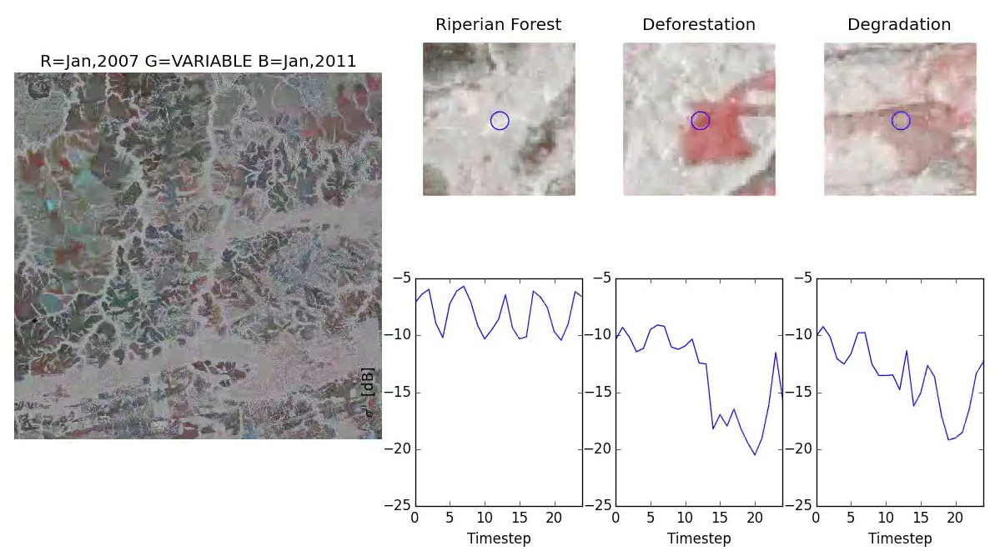 R=Jan,2007 G=VARIABLE B=Jan,2011
Riperian Forest
Deforestation
Degradation
[dB]
−5
−10
−15
−20
−25
0 5 10 15 20
Timestep
−5
−10
−15
−20
−25
0 5 10 15 20
Timestep
−5
−10
−15
−20
−25
0 5 10 15 20
Timestep